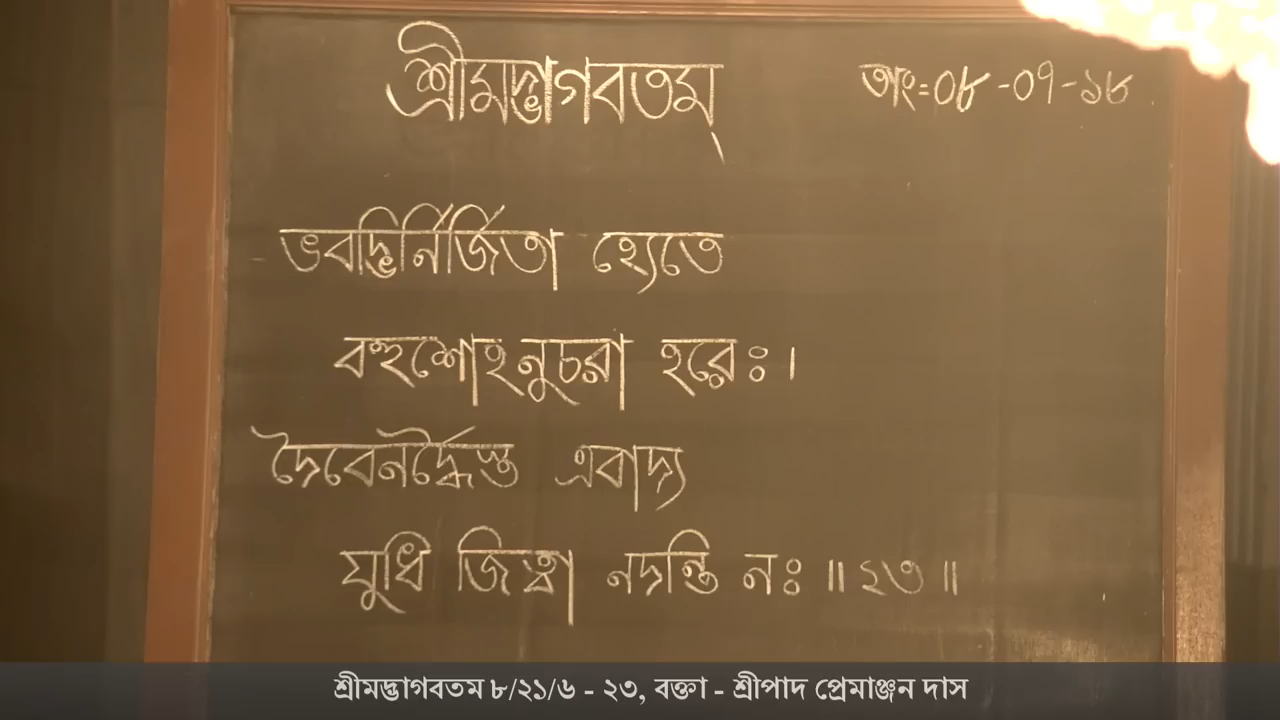 শ্রীমদ্ভাগবতম্
তাং:০৮-০৭-১৮
ভবদ্ভির্নির্জিতা হ্যেতে
বহুশোহনুচরা হরেঃ।
দৈবেনর্দ্ধৈস্ত এবাদ্য
যুধি জিত্বা নদন্তি নঃ ॥ ২৩ ॥
শ্রীমদ্ভাগবতম ৮/২১/৬ - ২৩, বক্তা - শ্রীপাদ প্রেমাঞ্জন দাস